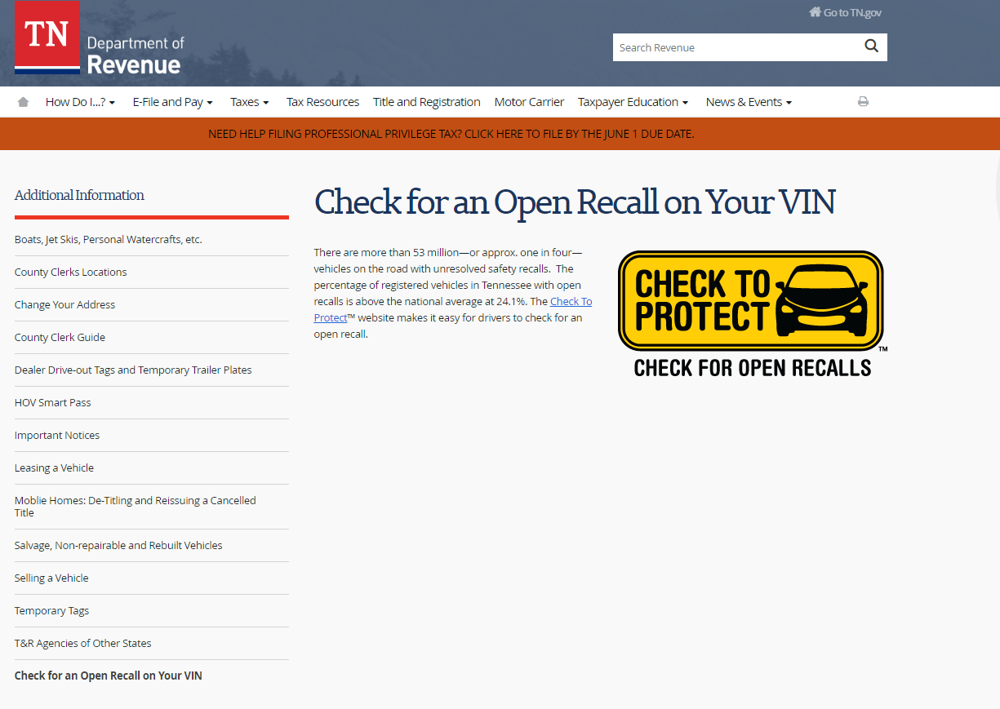 Go to TN.gov
TN
Department of
Revenue
Search Revenue
How Do I...? E-File and Pay Taxes Tax Resources Title and Registration Motor Carrier Taxpayer Education News & Events
NEED HELP FILING PROFESSIONAL PRIVILEGE TAX? CLICK HERE TO FILE BY THE JUNE 1 DUE DATE.
Additional Information
Boats, Jet Skis, Personal Watercrafts, etc.
County Clerks Locations
Change Your Address
County Clerk Guide
Dealer Drive-out Tags and Temporary Trailer Plates
HOV Smart Pass
Important Notices
Leasing a Vehicle
Moblie Homes: De-Titling and Reissuing a Cancelled
Title
Salvage, Non-repairable and Rebuilt Vehicles
Selling a Vehicle
Temporary Tags
T&R Agencies of Other States
Check for an Open Recall on Your VIN
Check for an Open Recall on Your VIN
There are more than 53 million—or approx. one in four—
vehicles on the road with unresolved safety recalls. The
percentage of registered vehicles in Tennessee with open
recalls is above the national average at 24.1%. The Check To
Protect™ website makes it easy for drivers to check for an
open recall.
CHECK TO
PROTECT
™
CHECK FOR OPEN RECALLS